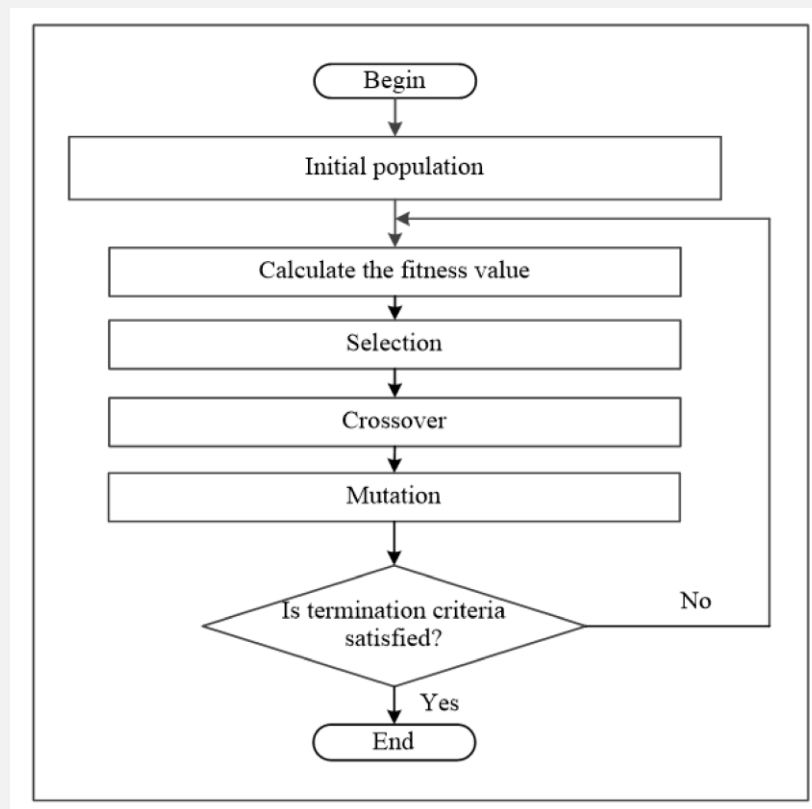 Begin
Initial population
Calculate the fitness value
Selection
Crossover
Mutation
Is termination criteria
satisfied?
No
Yes
End